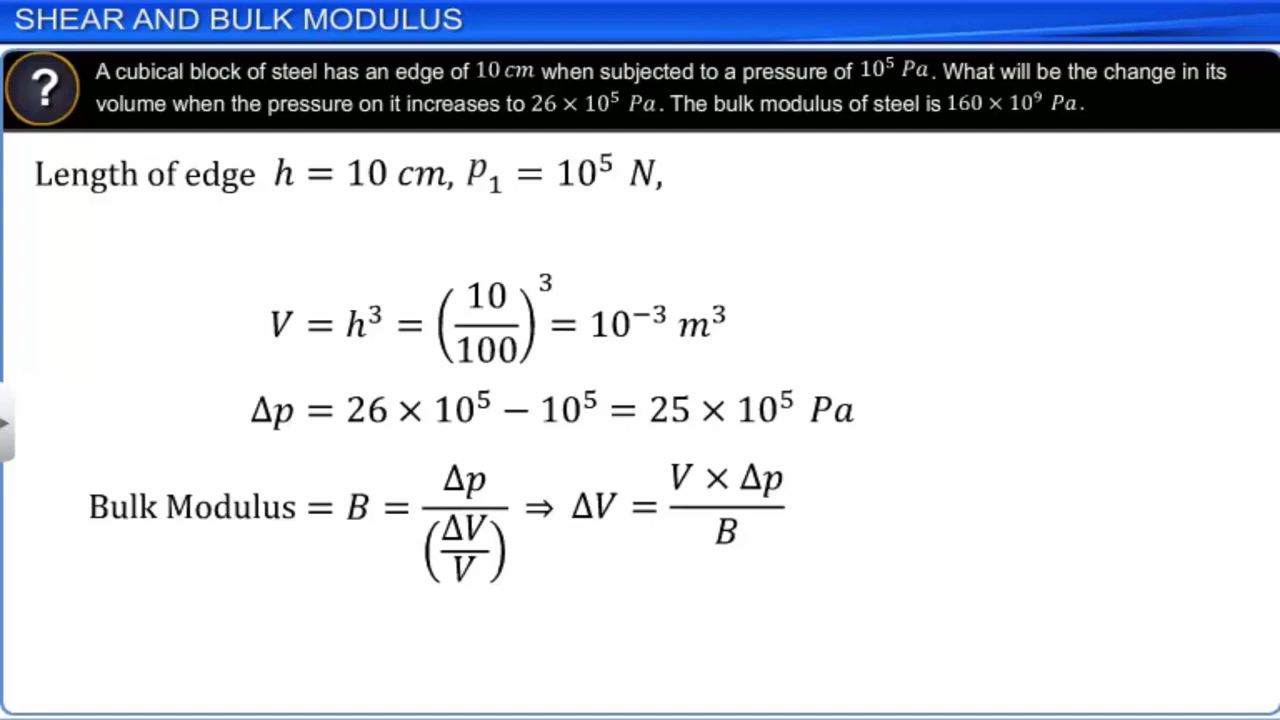 SHEAR AND BULK MODULUS
?
A cubical block of steel has an edge of 10 cm when subjected to a pressure of 10⁵ Pa. What will be the change in its
volume when the pressure on it increases to 26 × 10⁵ Pa. The bulk modulus of steel is 160 × 10⁹ Pa.
Length of edge h = 10 cm, p₁ = 10⁵ N,
V = h³ = (10/100)³ = 10⁻³ m³
Δp = 26 × 10⁵ − 10⁵ = 25 × 10⁵ Pa
Bulk Modulus = B = Δp/(ΔV/V) ⇒ ΔV = V × Δp/B